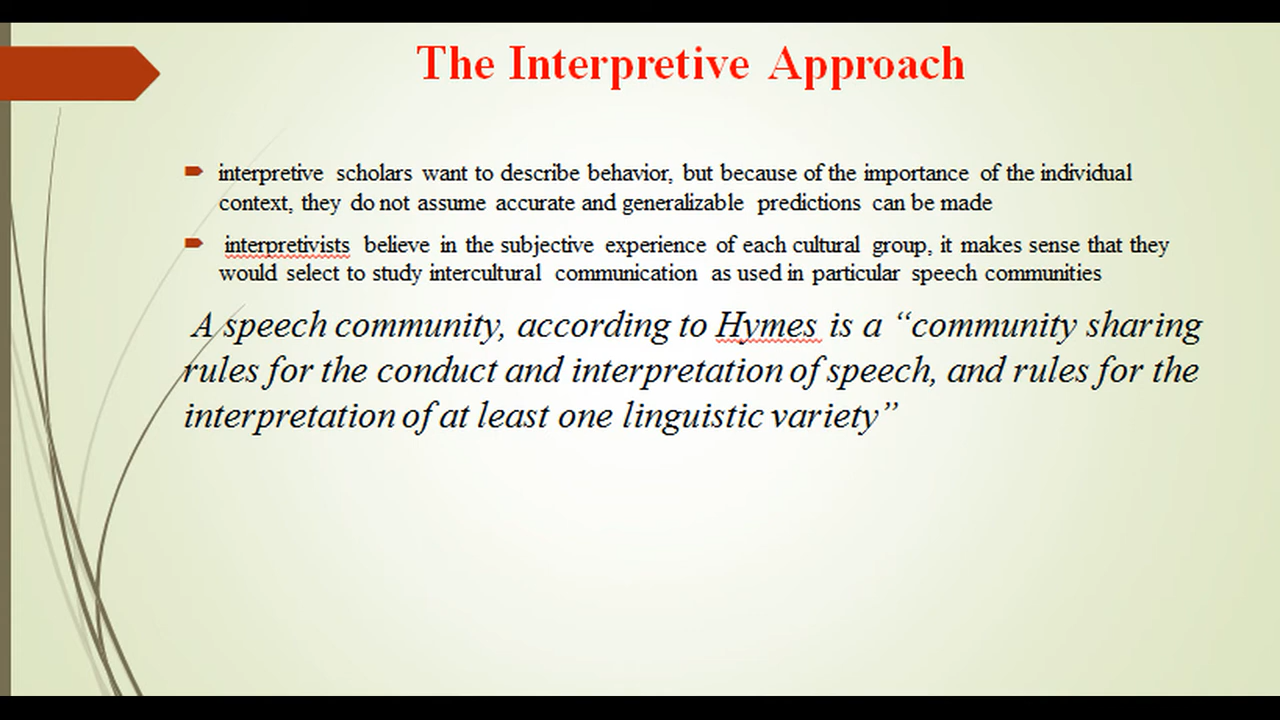 The Interpretive Approach
interpretive scholars want to describe behavior, but because of the importance of the individual
context, they do not assume accurate and generalizable predictions can be made
interpretivists believe in the subjective experience of each cultural group, it makes sense that they
would select to study intercultural communication as used in particular speech communities
A speech community, according to Hymes is a “community sharing
rules for the conduct and interpretation of speech, and rules for the
interpretation of at least one linguistic variety”